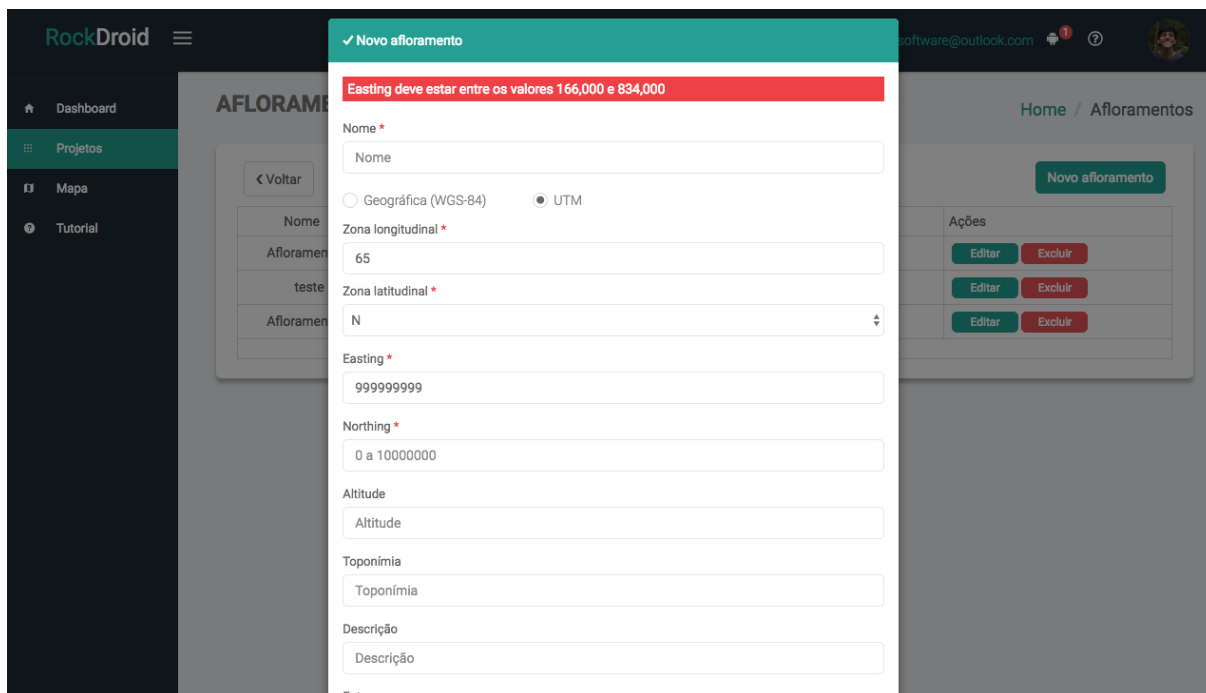 RockDroid
✓ Novo afloramento
software@outlook.com
1
Easting deve estar entre os valores 166,000 e 834,000
Dashboard
AFLORAME
Home / Afloramentos
Nome *
Projetos
Nome
‹ Voltar
Novo afloramento
Mapa
Geográfica (WGS-84)
UTM
Nome
Ações
Tutorial
Zona longitudinal *
Afloramen
65
Editar
Excluir
teste
Zona latitudinal *
Editar
Excluir
Afloramen
N
Editar
Excluir
Easting *
999999999
Northing *
0 a 10000000
Altitude
Altitude
Toponímia
Toponímia
Descrição
Descrição